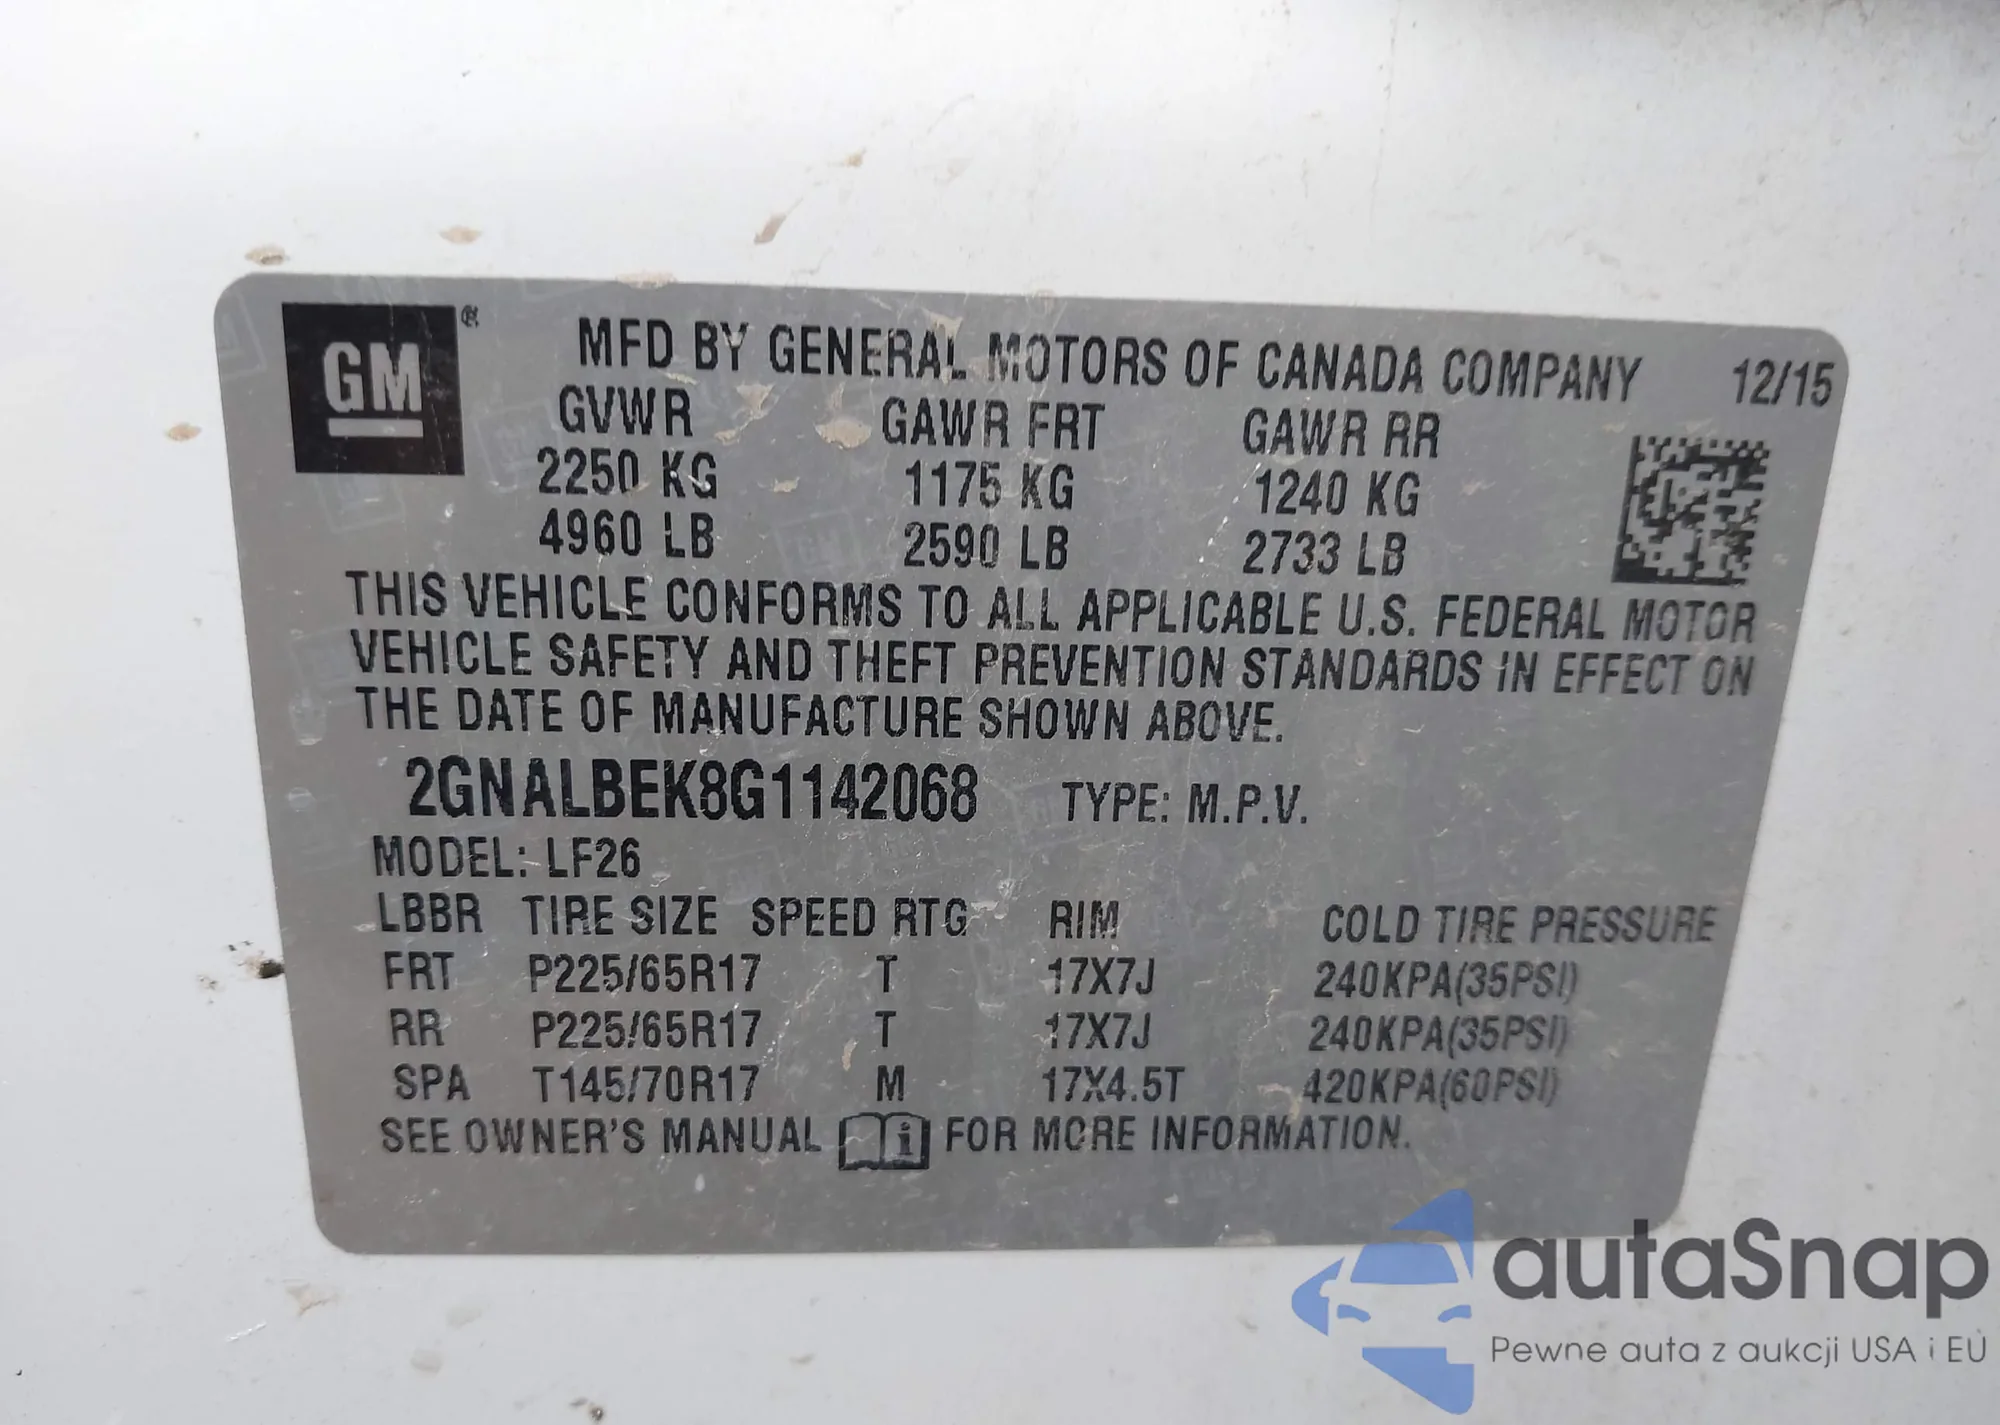 GM®
MFD BY GENERAL MOTORS OF CANADA COMPANY 12/15
GVWR GAWR FRT GAWR RR
2250 KG 1175 KG 1240 KG
4960 LB 2590 LB 2733 LB
THIS VEHICLE CONFORMS TO ALL APPLICABLE U.S. FEDERAL MOTOR
VEHICLE SAFETY AND THEFT PREVENTION STANDARDS IN EFFECT ON
THE DATE OF MANUFACTURE SHOWN ABOVE.
2GNALBEK8G1142068 TYPE: M.P.V.
MODEL: LF26
LBBR TIRE SIZE SPEED RTG RIM COLD TIRE PRESSURE
FRT P225/65R17 T 17X7J 240KPA(35PSI)
RR P225/65R17 T 17X7J 240KPA(35PSI)
SPA T145/70R17 M 17X4.5T 420KPA(60PSI)
SEE OWNER'S MANUAL i FOR MORE INFORMATION.
autaSnap
Pewne auta z aukcji USA i EU